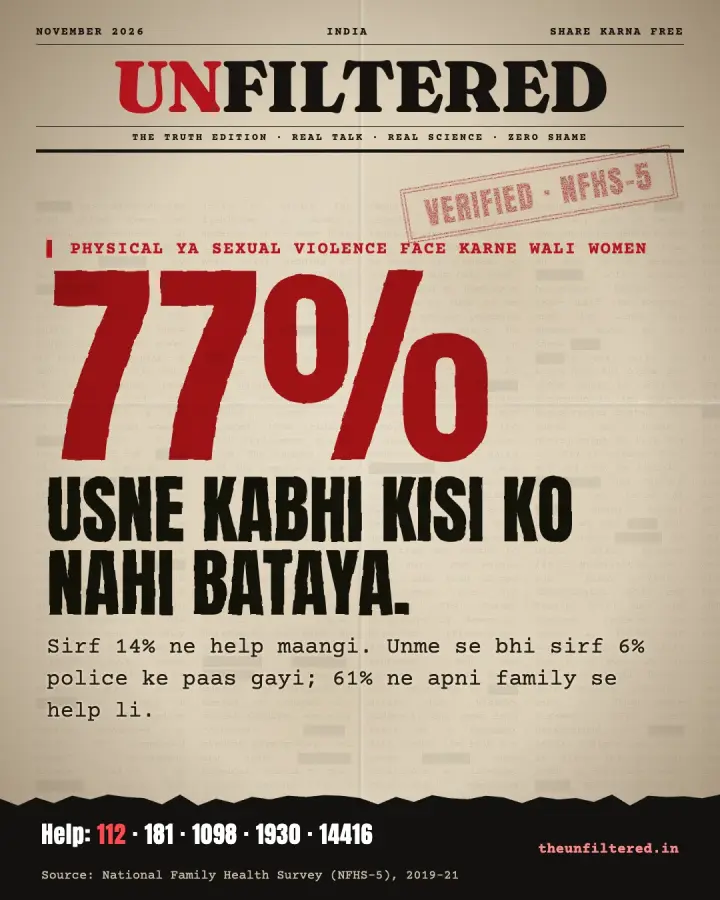 NOVEMBER 2026 INDIA SHARE KARNA FREE
UNFILTERED
THE TRUTH EDITION · REAL TALK · REAL SCIENCE · ZERO SHAME
VERIFIED · NFHS-5
PHYSICAL YA SEXUAL VIOLENCE FACE KARNE WALI WOMEN
77%
USNE KABHI KISI KO
NAHI BATAYA.
Sirf 14% ne help maangi. Unme se bhi sirf 6%
police ke paas gayi; 61% ne apni family se
help li.
Help: 112 · 181 · 1098 · 1930 · 14416
theunfiltered.in
Source: National Family Health Survey (NFHS-5), 2019-21